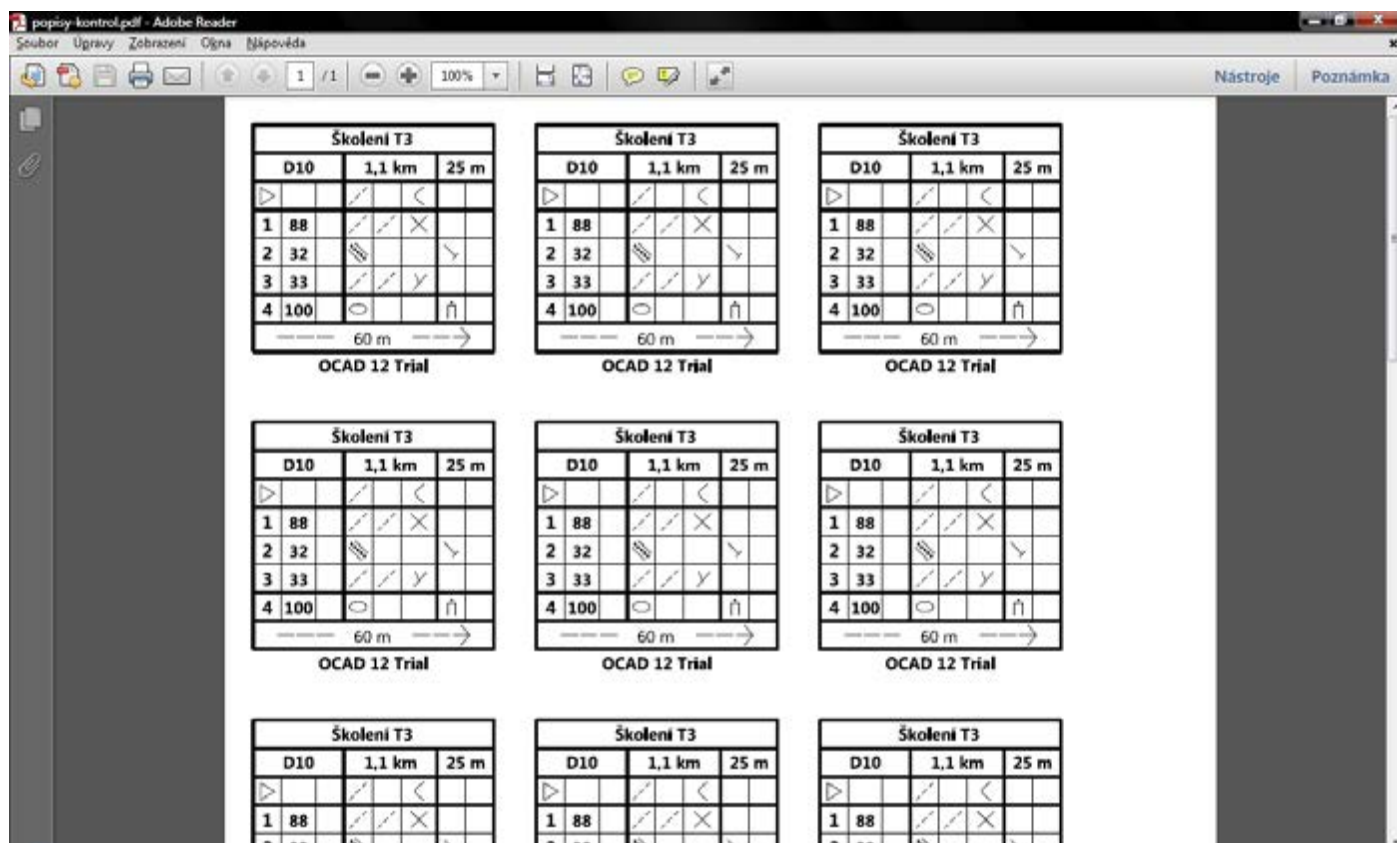 popisy-kontrol.pdf - Adobe Reader
Soubor Úpravy Zobrazení Okna Nápověda
1 / 1 100% Nástroje Poznámka
Školení T3 Školení T3 Školení T3
D10 1,1 km 25 m D10 1,1 km 25 m D10 1,1 km 25 m
1 88 1 88 1 88
2 32 2 32 2 32
3 33 3 33 3 33
4 100 4 100 4 100
60 m 60 m 60 m
OCAD 12 Trial OCAD 12 Trial OCAD 12 Trial
Školení T3 Školení T3 Školení T3
D10 1,1 km 25 m D10 1,1 km 25 m D10 1,1 km 25 m
1 88 1 88 1 88
2 32 2 32 2 32
3 33 3 33 3 33
4 100 4 100 4 100
60 m 60 m 60 m
OCAD 12 Trial OCAD 12 Trial OCAD 12 Trial
Školení T3 Školení T3 Školení T3
D10 1,1 km 25 m D10 1,1 km 25 m D10 1,1 km 25 m
1 88 1 88 1 88